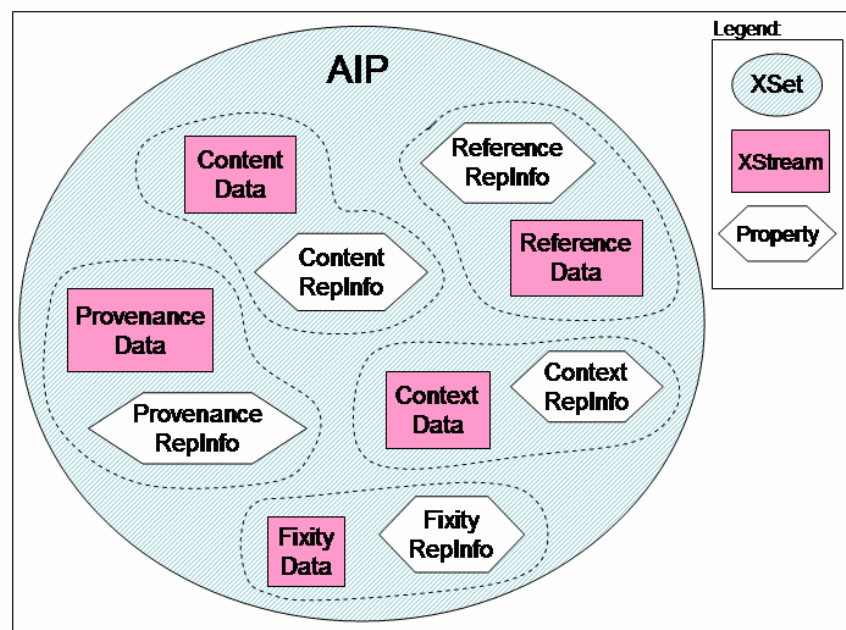 AIP
Content
Data
Reference
RepInfo
Content
RepInfo
Reference
Data
Provenance
Data
Provenance
RepInfo
Context
Data
Context
RepInfo
Fixity
Data
Fixity
RepInfo
Legend:
XSet
XStream
Property